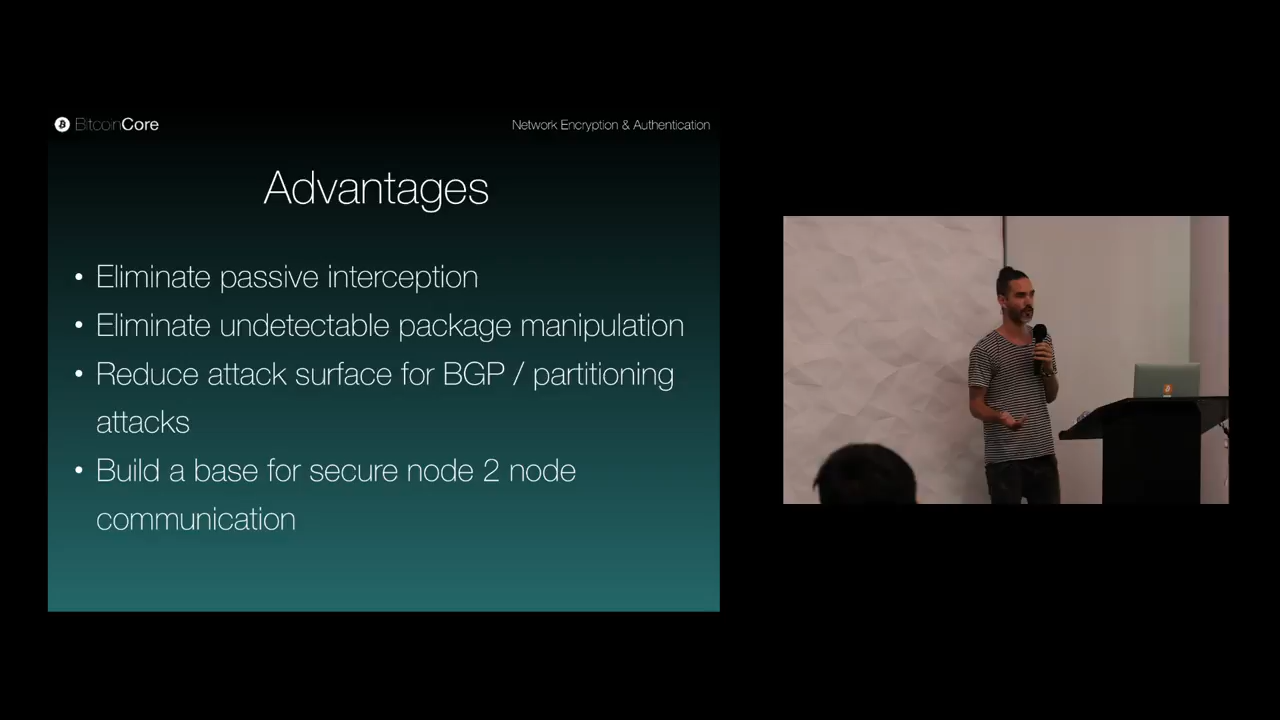 BitcoinCore
Network Encryption & Authentication
Advantages
• Eliminate passive interception
• Eliminate undetectable package manipulation
• Reduce attack surface for BGP / partitioning
attacks
• Build a base for secure node 2 node
communication